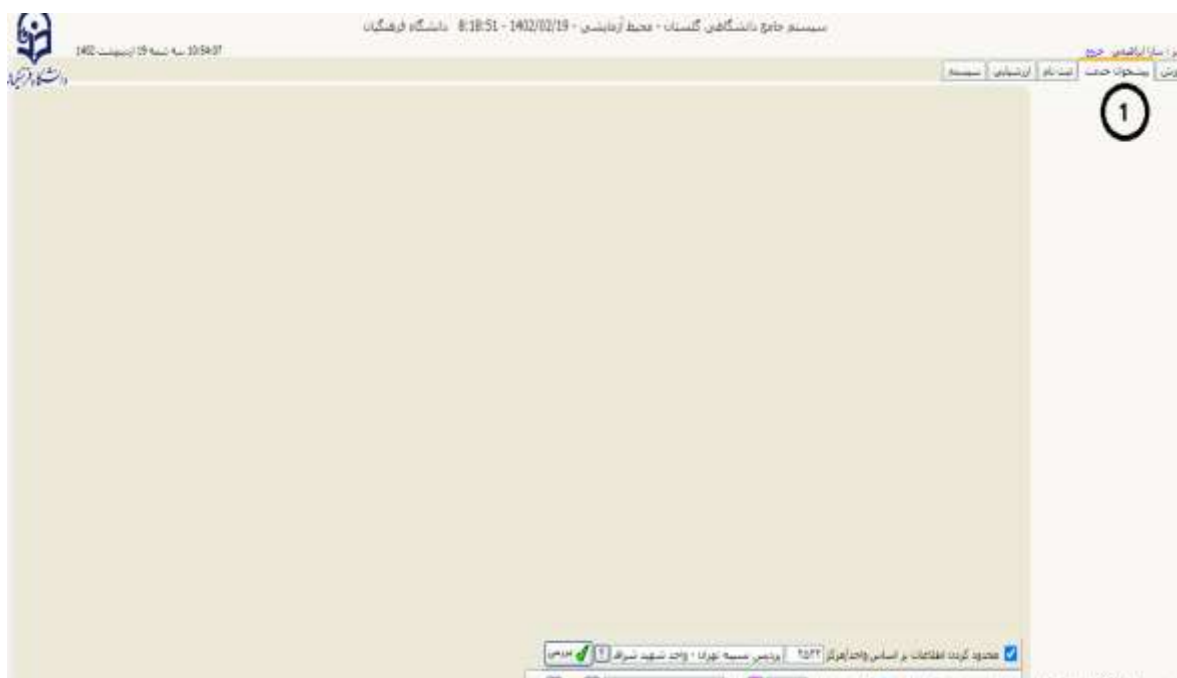 سیستم جامع دانشگاهی گلستان - محیط آزمایشی - 1402/02/19 - 8:18:51 دانشگاه فرهنگیان
10:54:07 سه شنبه 19 اردیبهشت 1402
سارا ابراهیمی خروج
پیشخوان خدمت ثبت نام ارزشیابی سیستم
دانشگاه فرهنگیان
1
محدود کردن اطلاعات بر اساس واحد/مرکز ۲۵۲۲ پردیس نسیبه تهران - واحد شهید شرافت ؟ بررسی